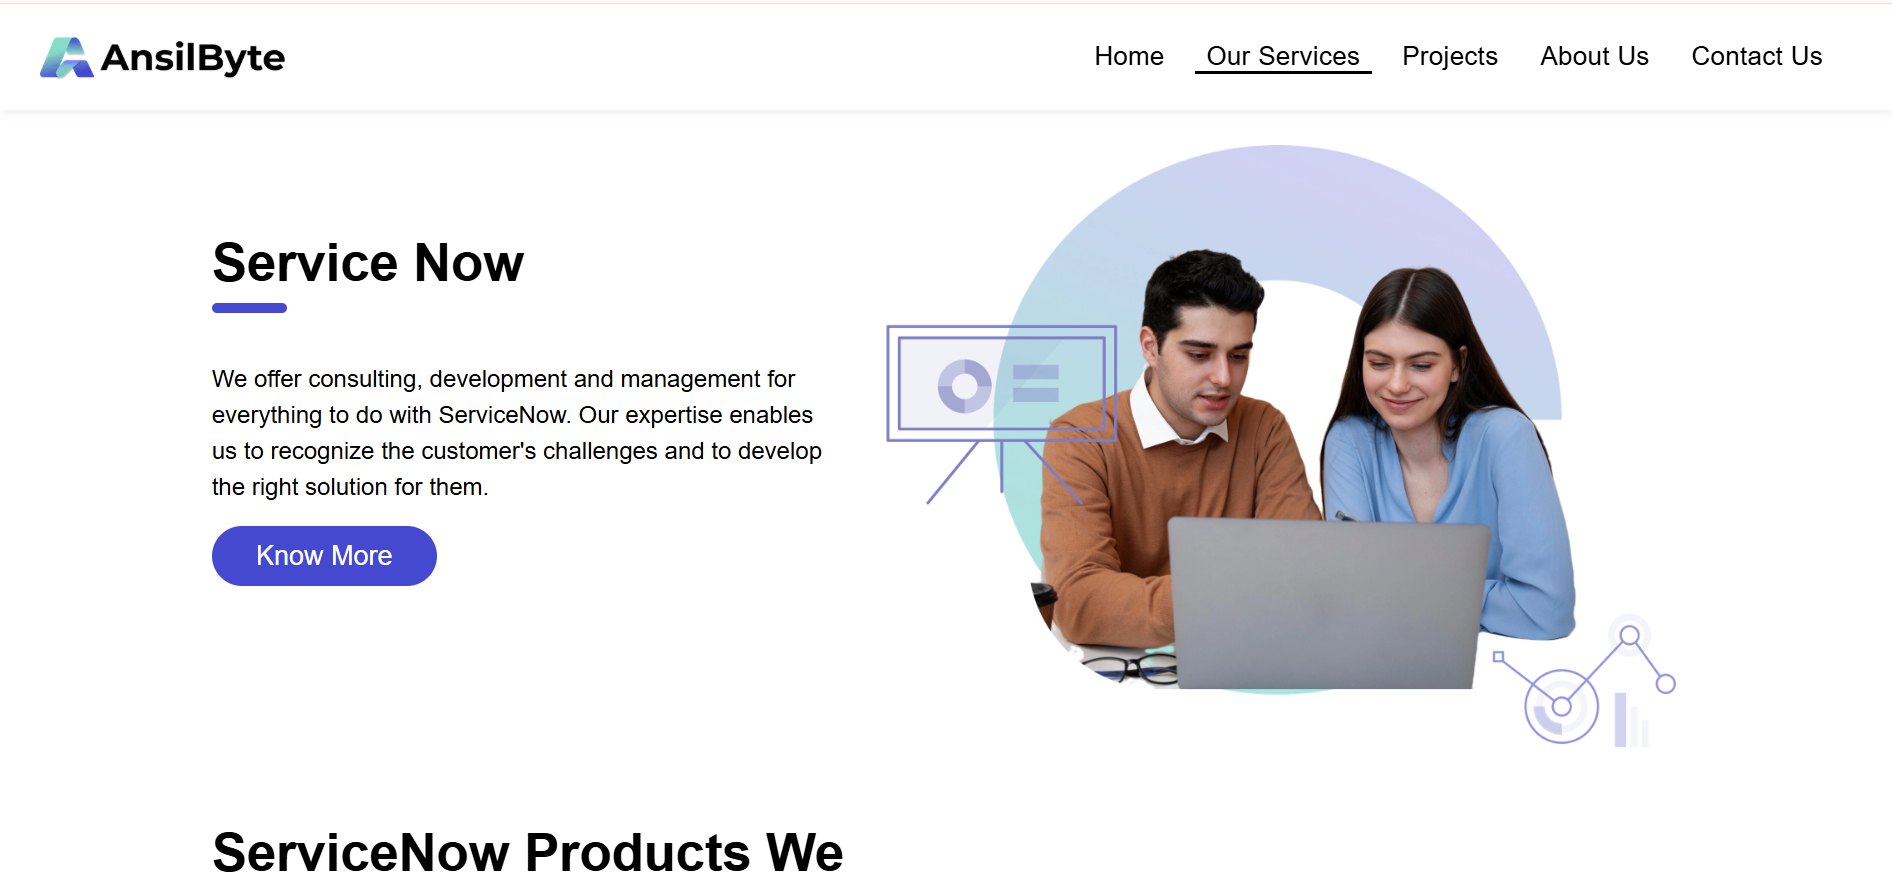 AnsilByte
Home Our Services Projects About Us Contact Us
Service Now
We offer consulting, development and management for
everything to do with ServiceNow. Our expertise enables
us to recognize the customer's challenges and to develop
the right solution for them.
Know More
ServiceNow Products We